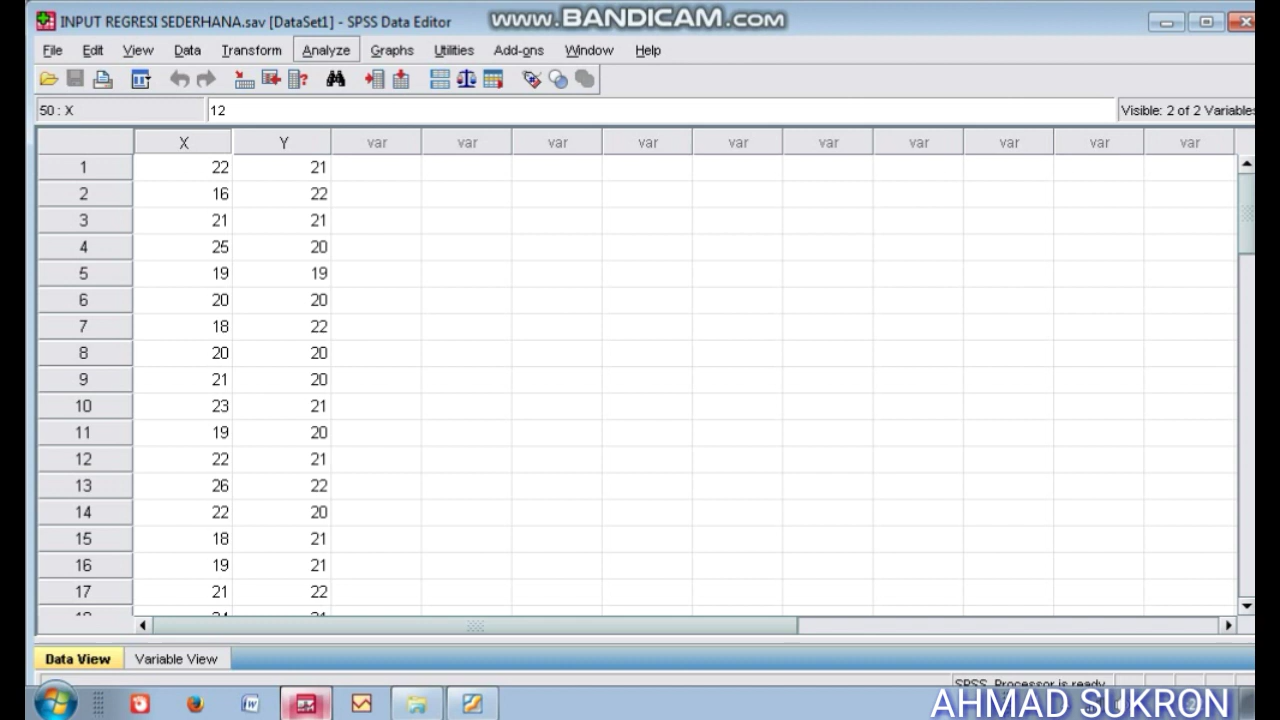 INPUT REGRESI SEDERHANA.sav [DataSet1] - SPSS Data Editor
www.BANDICAM.com
File Edit View Data Transform Analyze Graphs Utilities Add-ons Window Help
50 : X 12 Visible: 2 of 2 Variables
X Y var var var var var var var var var var
1 22 21
2 16 22
3 21 21
4 25 20
5 19 19
6 20 20
7 18 22
8 20 20
9 21 20
10 23 21
11 19 20
12 22 21
13 26 22
14 22 20
15 18 21
16 19 21
17 21 22
Data View Variable View
SPSS Processor is ready
AHMAD SUKRON